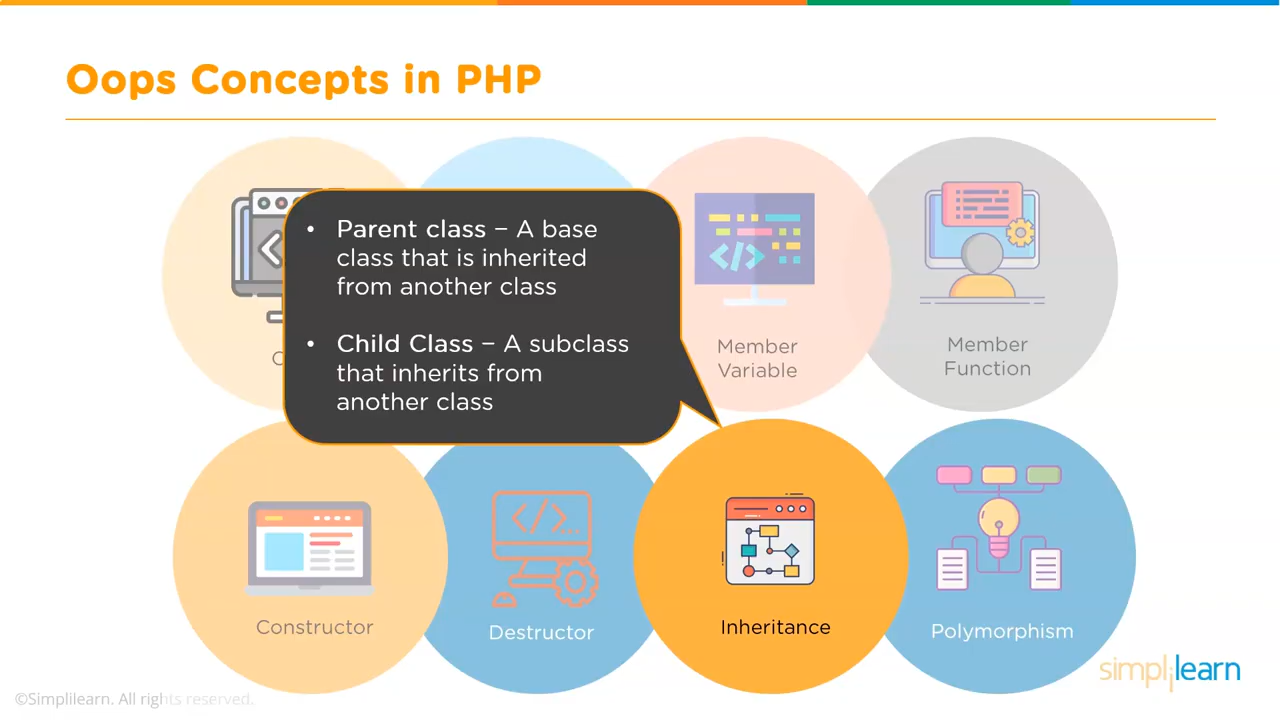 Oops Concepts in PHP
• Parent class – A base
class that is inherited
from another class
• Child Class – A subclass
that inherits from
another class
Member
Variable
Member
Function
Constructor
Destructor
Inheritance
Polymorphism
simplilearn
©Simplilearn. All rights reserved.